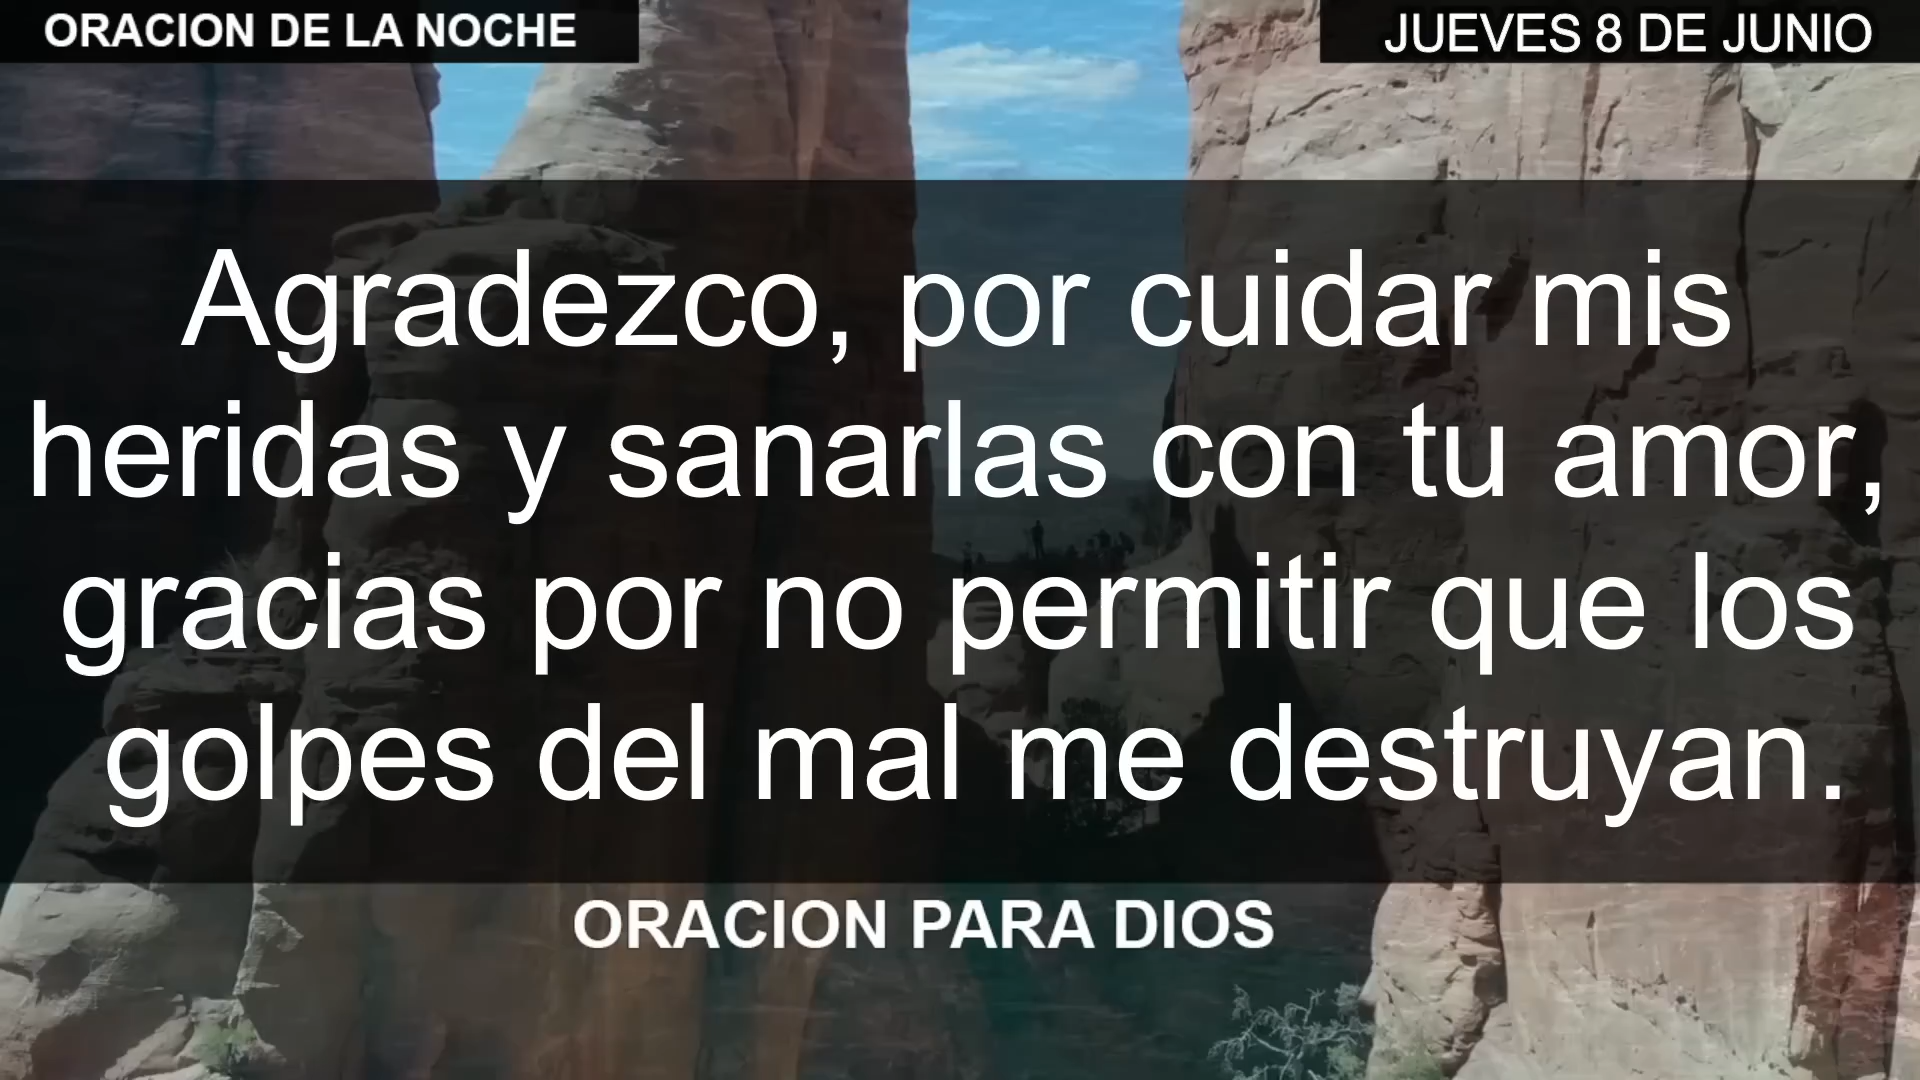 ORACION DE LA NOCHE
JUEVES 8 DE JUNIO
Agradezco, por cuidar mis
heridas y sanarlas con tu amor,
gracias por no permitir que los
golpes del mal me destruyan.
ORACION PARA DIOS